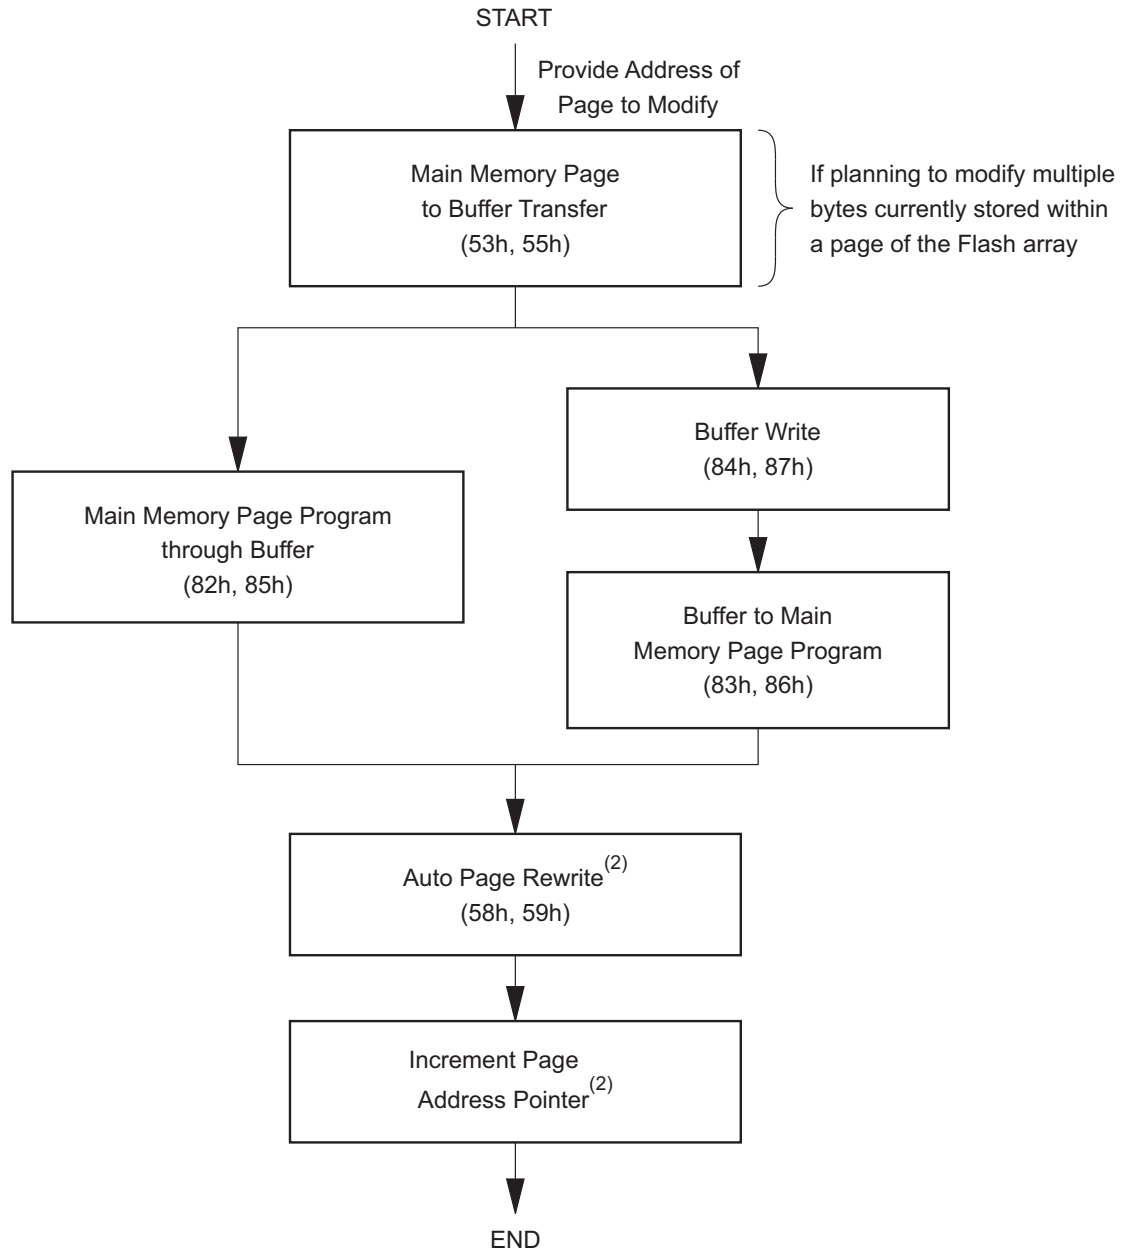 START
Provide Address of
Page to Modify
Main Memory Page
to Buffer Transfer
(53h, 55h)
If planning to modify multiple
bytes currently stored within
a page of the Flash array
Buffer Write
(84h, 87h)
Main Memory Page Program
through Buffer
(82h, 85h)
Buffer to Main
Memory Page Program
(83h, 86h)
Auto Page Rewrite(2)
(58h, 59h)
Increment Page
Address Pointer(2)
END